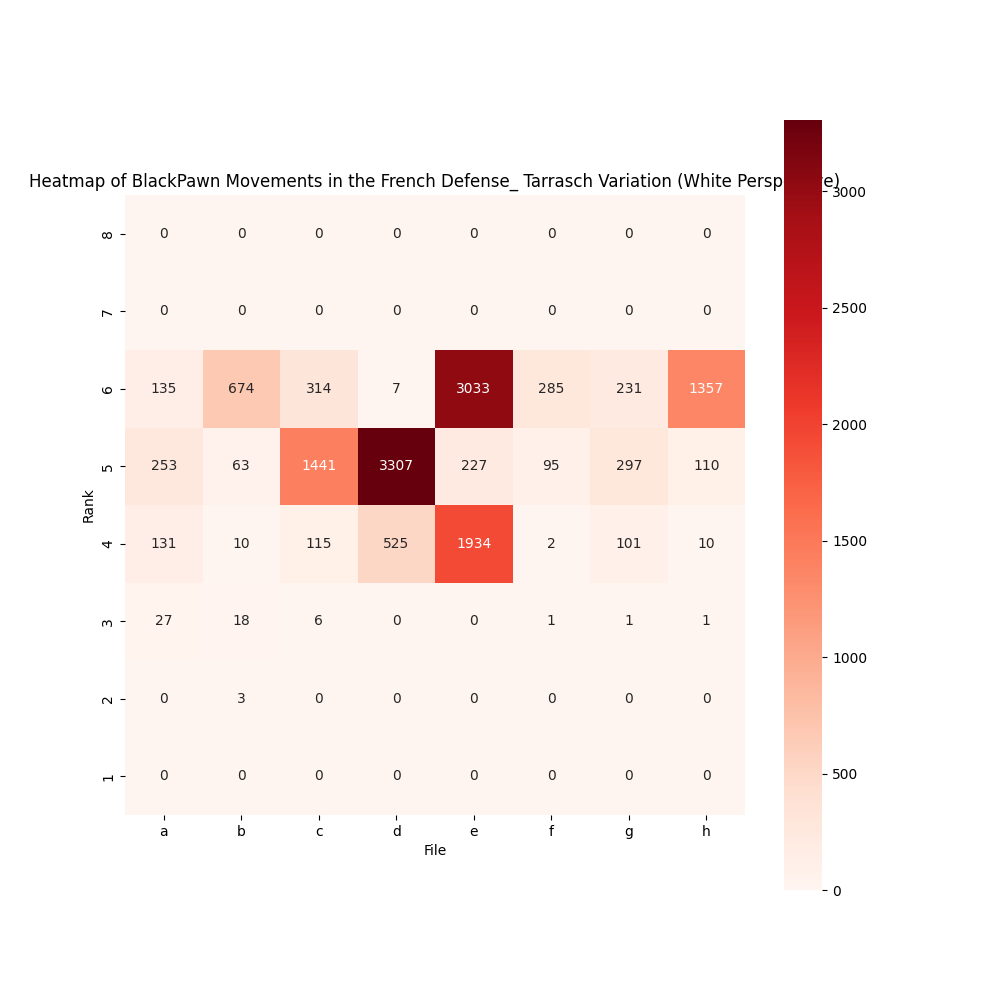 Heatmap of BlackPawn Movements in the French Defense_ Tarrasch Variation (White Persp e)
8 0 0 0 0 0 0 0 0
7 0 0 0 0 0 0 0 0
6 135 674 314 7 3033 285 231 1357
5 253 63 1441 3307 227 95 297 110
4 131 10 115 525 1934 2 101 10
3 27 18 6 0 0 1 1 1
2 0 3 0 0 0 0 0 0
1 0 0 0 0 0 0 0 0
a b c d e f g h
File
Rank
3000
2500
2000
1500
1000
500
0